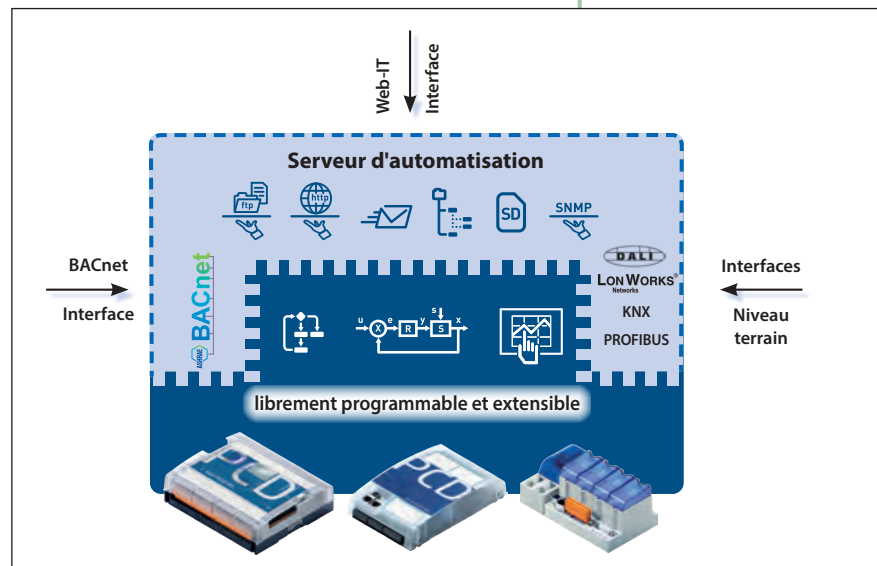 Web-IT
Interface
Serveur d'automatisation
ftp
http
SD
SNMP
BACnet
Interface
ASHRAE BACnet
DALI
LONWORKS®
Networks
KNX
PROFIBUS
Interfaces
Niveau
terrain
u e y s x
X R S
librement programmable et extensible
PCD
PCD